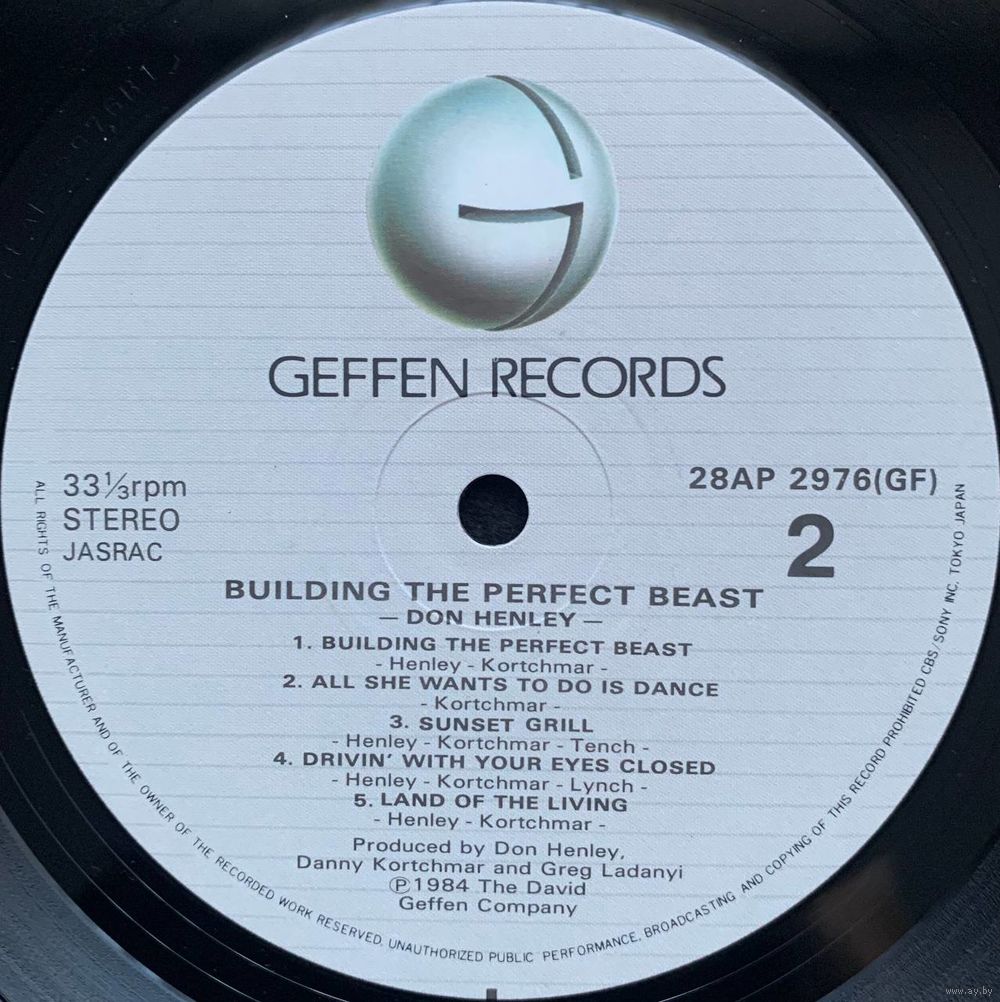 GEFFEN RECORDS
33⅓rpm
STEREO
JASRAC
28AP 2976(GF)
2
BUILDING THE PERFECT BEAST
— DON HENLEY —
1. BUILDING THE PERFECT BEAST
- Henley - Kortchmar -
2. ALL SHE WANTS TO DO IS DANCE
- Kortchmar -
3. SUNSET GRILL
- Henley - Kortchmar - Tench -
4. DRIVIN' WITH YOUR EYES CLOSED
- Henley - Kortchmar - Lynch -
5. LAND OF THE LIVING
- Henley - Kortchmar -
Produced by Don Henley,
Danny Kortchmar and Greg Ladanyi
Ⓟ1984 The David
Geffen Company
ALL RIGHTS OF THE MANUFACTURER AND OF THE OWNER OF THE RECORDED WORK RESERVED. UNAUTHORIZED PUBLIC PERFORMANCE, BROADCASTING AND COPYING OF THIS RECORD PROHIBITED CBS/SONY INC. TOKYO JAPAN
www.ay.by